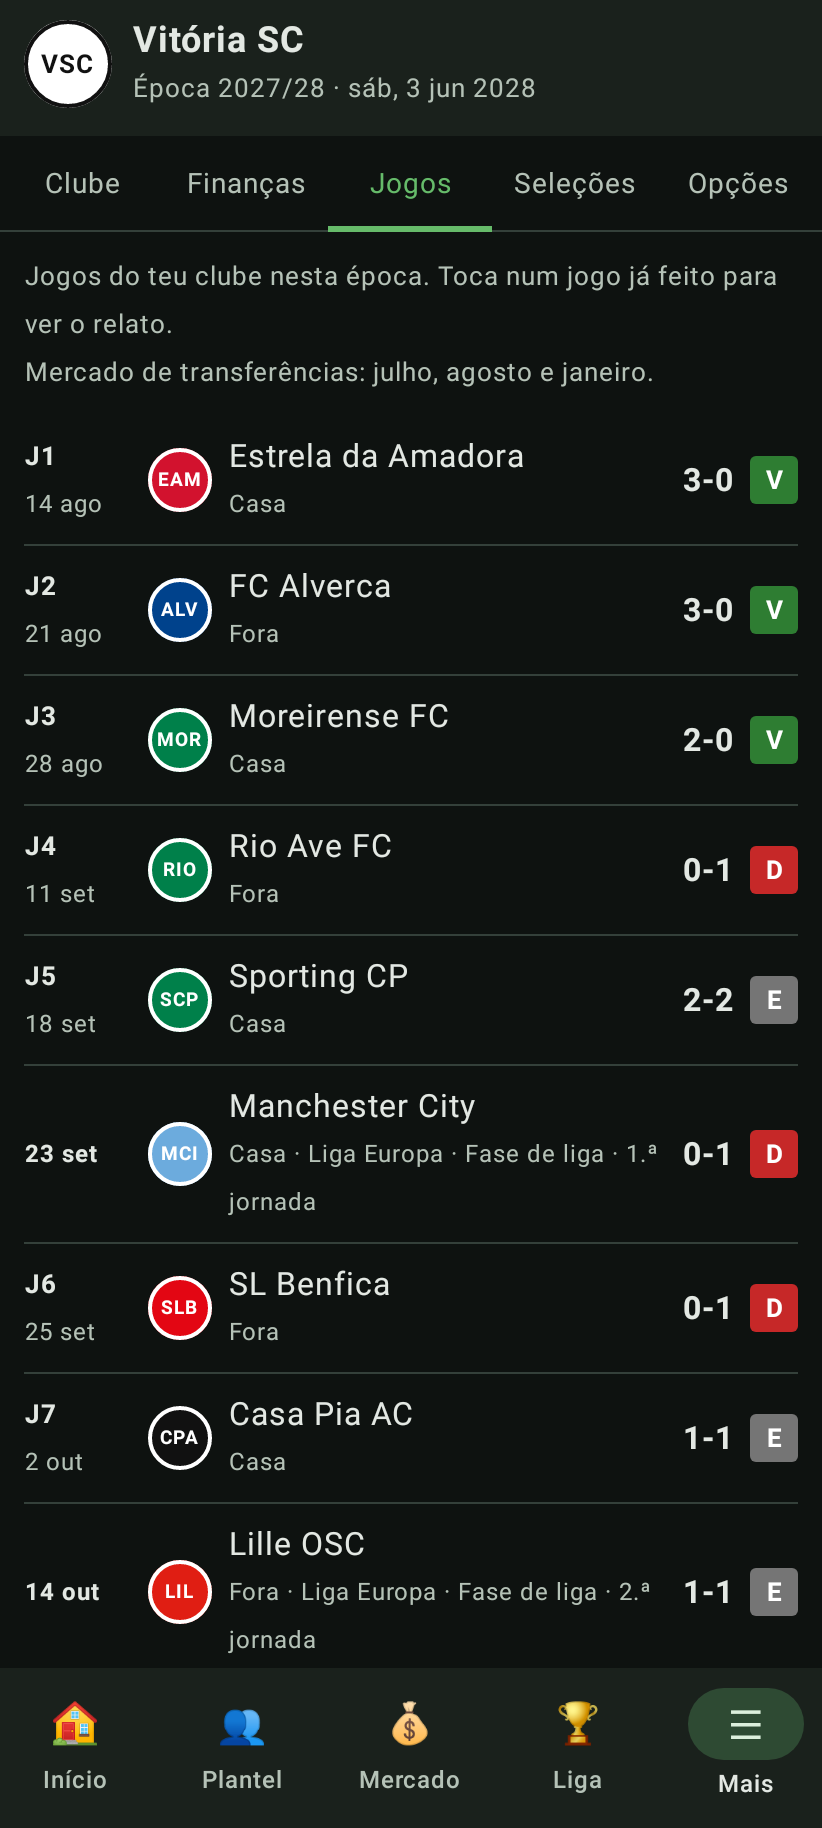 VSC
Vitória SC
Época 2027/28 · sáb, 3 jun 2028
Clube Finanças Jogos Seleções Opções
Jogos do teu clube nesta época. Toca num jogo já feito para
ver o relato.
Mercado de transferências: julho, agosto e janeiro.
J1
14 ago
EAM
Estrela da Amadora
Casa
3-0 V
J2
21 ago
ALV
FC Alverca
Fora
3-0 V
J3
28 ago
MOR
Moreirense FC
Casa
2-0 V
J4
11 set
RIO
Rio Ave FC
Fora
0-1 D
J5
18 set
SCP
Sporting CP
Casa
2-2 E
23 set
MCI
Manchester City
Casa · Liga Europa · Fase de liga · 1.ª
jornada
0-1 D
J6
25 set
SLB
SL Benfica
Fora
0-1 D
J7
2 out
CPA
Casa Pia AC
Casa
1-1 E
14 out
LIL
Lille OSC
Fora · Liga Europa · Fase de liga · 2.ª
jornada
1-1 E
Início Plantel Mercado Liga Mais